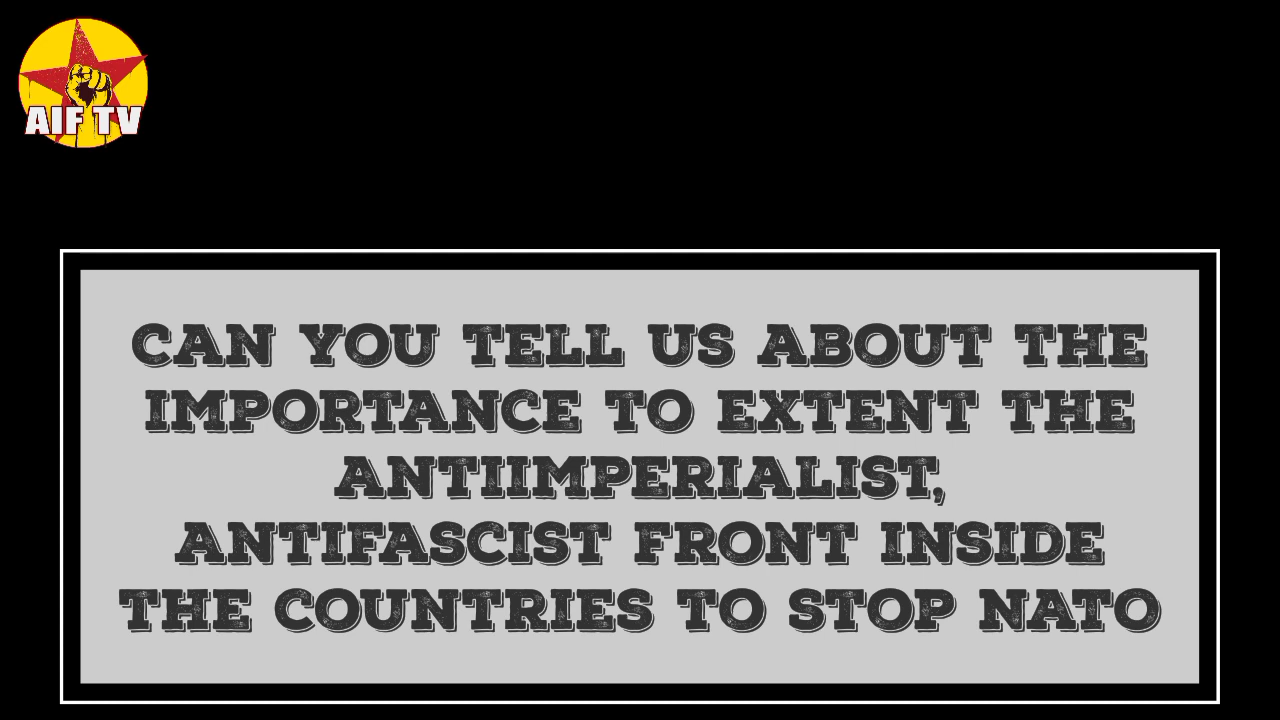 AIF TV
CAN YOU TELL US ABOUT THE
IMPORTANCE TO EXTENT THE
ANTIIMPERIALIST,
ANTIFASCIST FRONT INSIDE
THE COUNTRIES TO STOP NATO